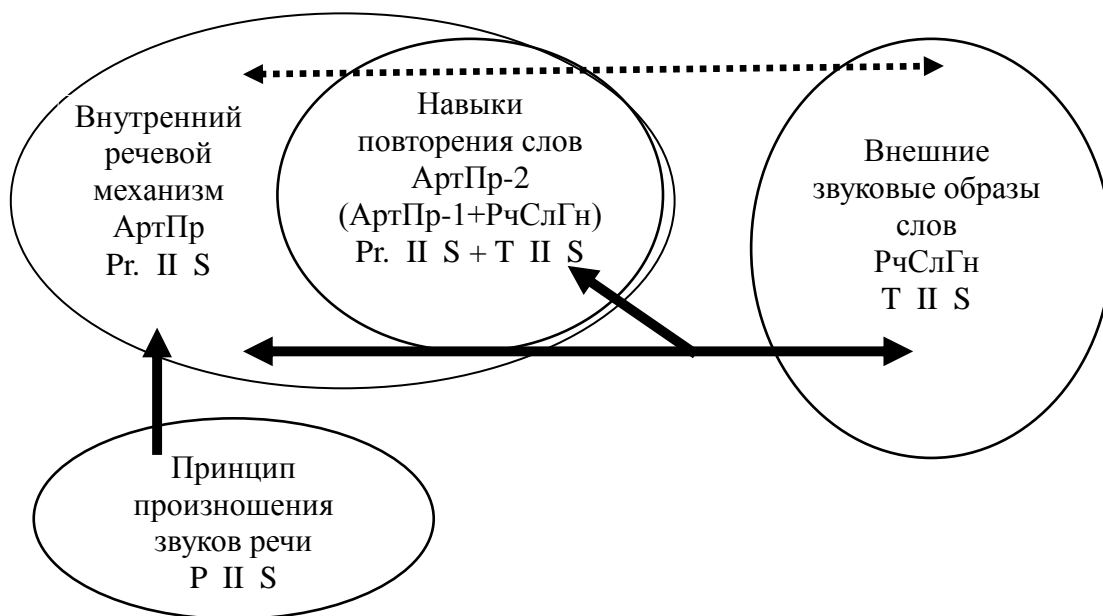 Внутренний
речевой
механизм
АртПр
Pr. II S
Навыки
повторения слов
АртПр-2
(АртПр-1+РчСлГн)
Pr. II S + T II S
Внешние
звуковые образы
слов
РчСлГн
T II S
Принцип
произношения
звуков речи
P II S